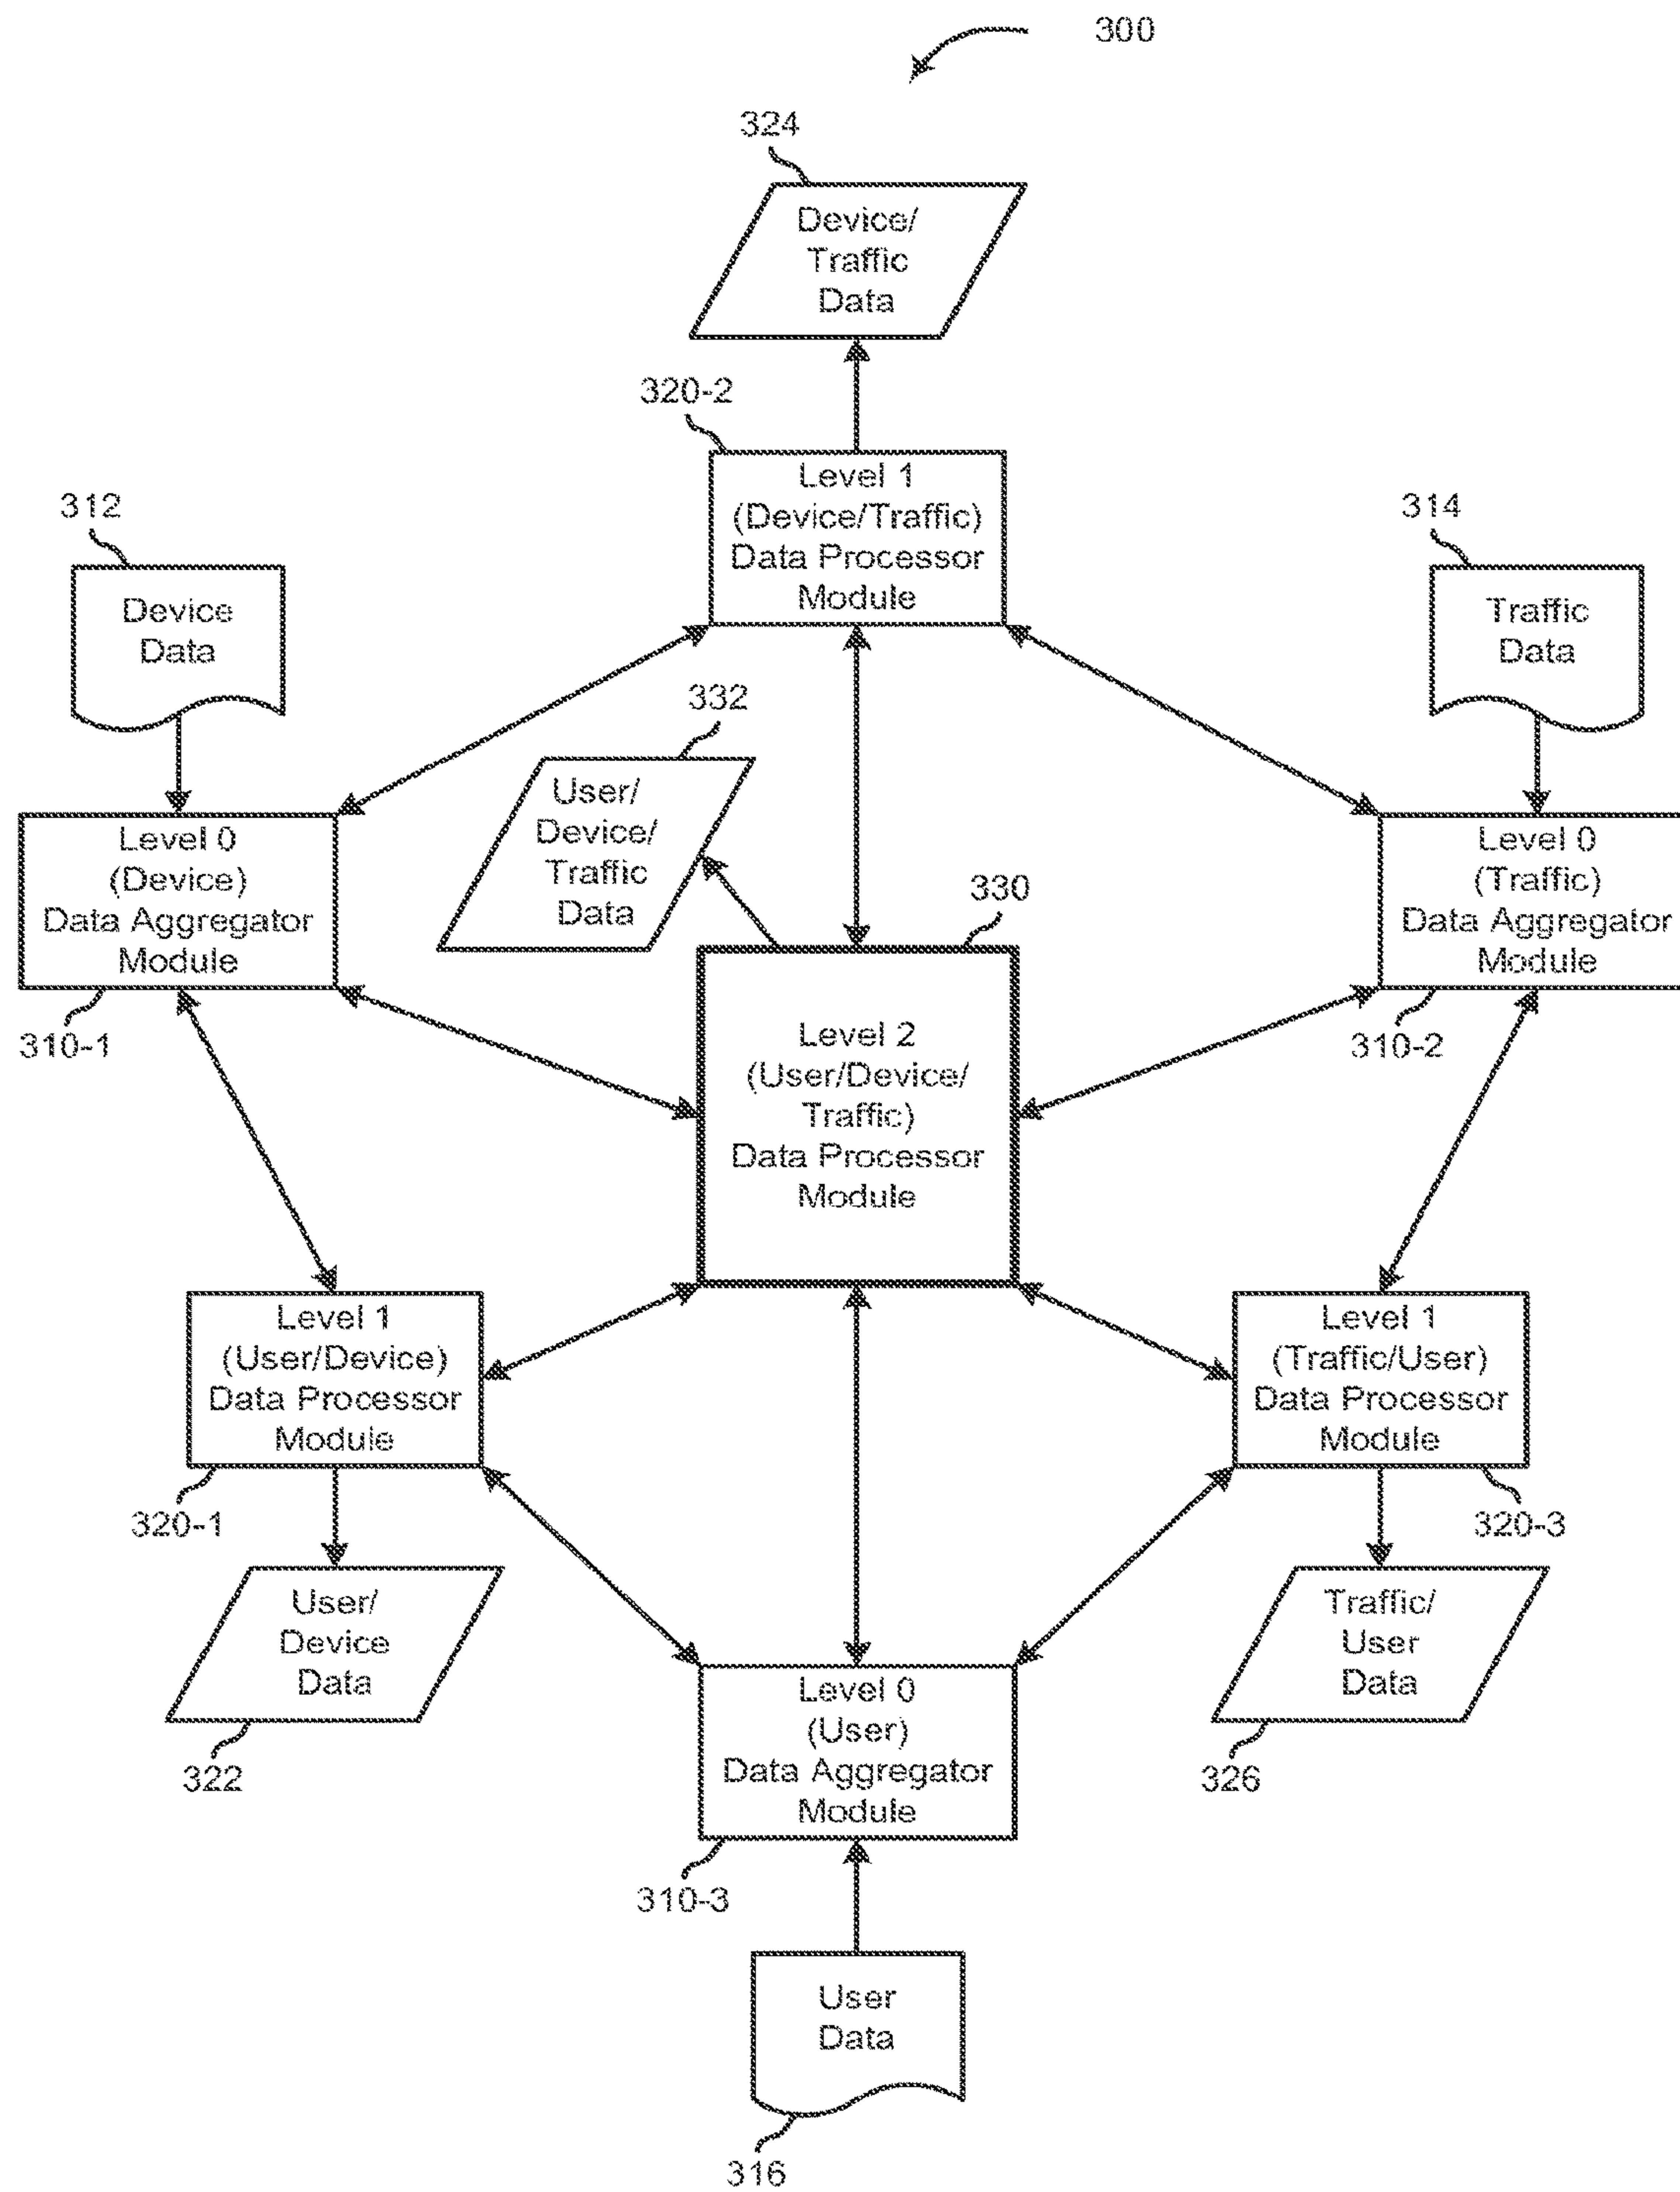 300
324
Device/
Traffic
Data
320-2
Level 1
(Device/Traffic)
Data Processor
Module
312
Device
Data
314
Traffic
Data
332
User/
Device/
Traffic
Data
Level 0
(Device)
Data Aggregator
Module
310-1
330
Level 0
(Traffic)
Data Aggregator
Module
310-2
Level 2
(User/Device/
Traffic)
Data Processor
Module
Level 1
(User/Device)
Data Processor
Module
320-1
Level 1
(Traffic/User)
Data Processor
Module
320-3
User/
Device
Data
322
Traffic/
User
Data
326
Level 0
(User)
Data Aggregator
Module
310-3
User
Data
316